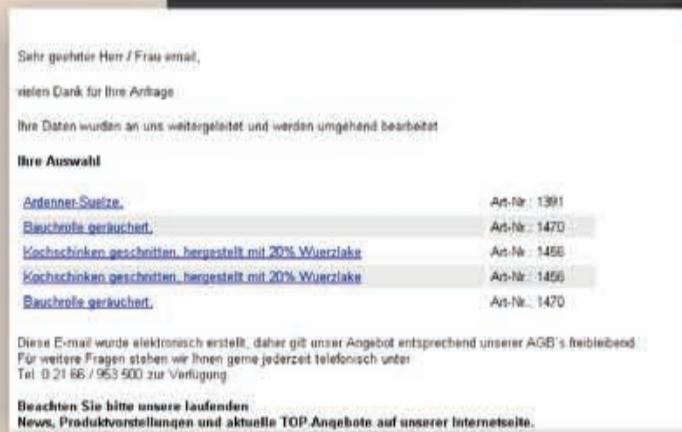 Sehr geehrter Herr / Frau email,
vielen Dank für Ihre Anfrage
Ihre Daten wurden an uns weitergeleitet und werden umgehend bearbeitet
Ihre Auswahl
Ardenner-Suelze, Art-Nr.: 1391
Bauchrolle geräuchert, Art-Nr.: 1470
Kochschinken geschnitten, hergestellt mit 20% Wuerzlake Art-Nr.: 1456
Kochschinken geschnitten, hergestellt mit 20% Wuerzlake Art-Nr.: 1456
Bauchrolle geräuchert, Art-Nr.: 1470
Diese E-mail wurde elektronisch erstellt, daher gilt unser Angebot entsprechend unserer AGB's freibleibend
Für weitere Fragen stehen wir Ihnen gerne jederzeit telefonisch unter
Tel. 0 21 66 / 953 500 zur Verfügung
Beachten Sie bitte unsere laufenden
News, Produktvorstellungen und aktuelle TOP Angebote auf unserer Internetseite.